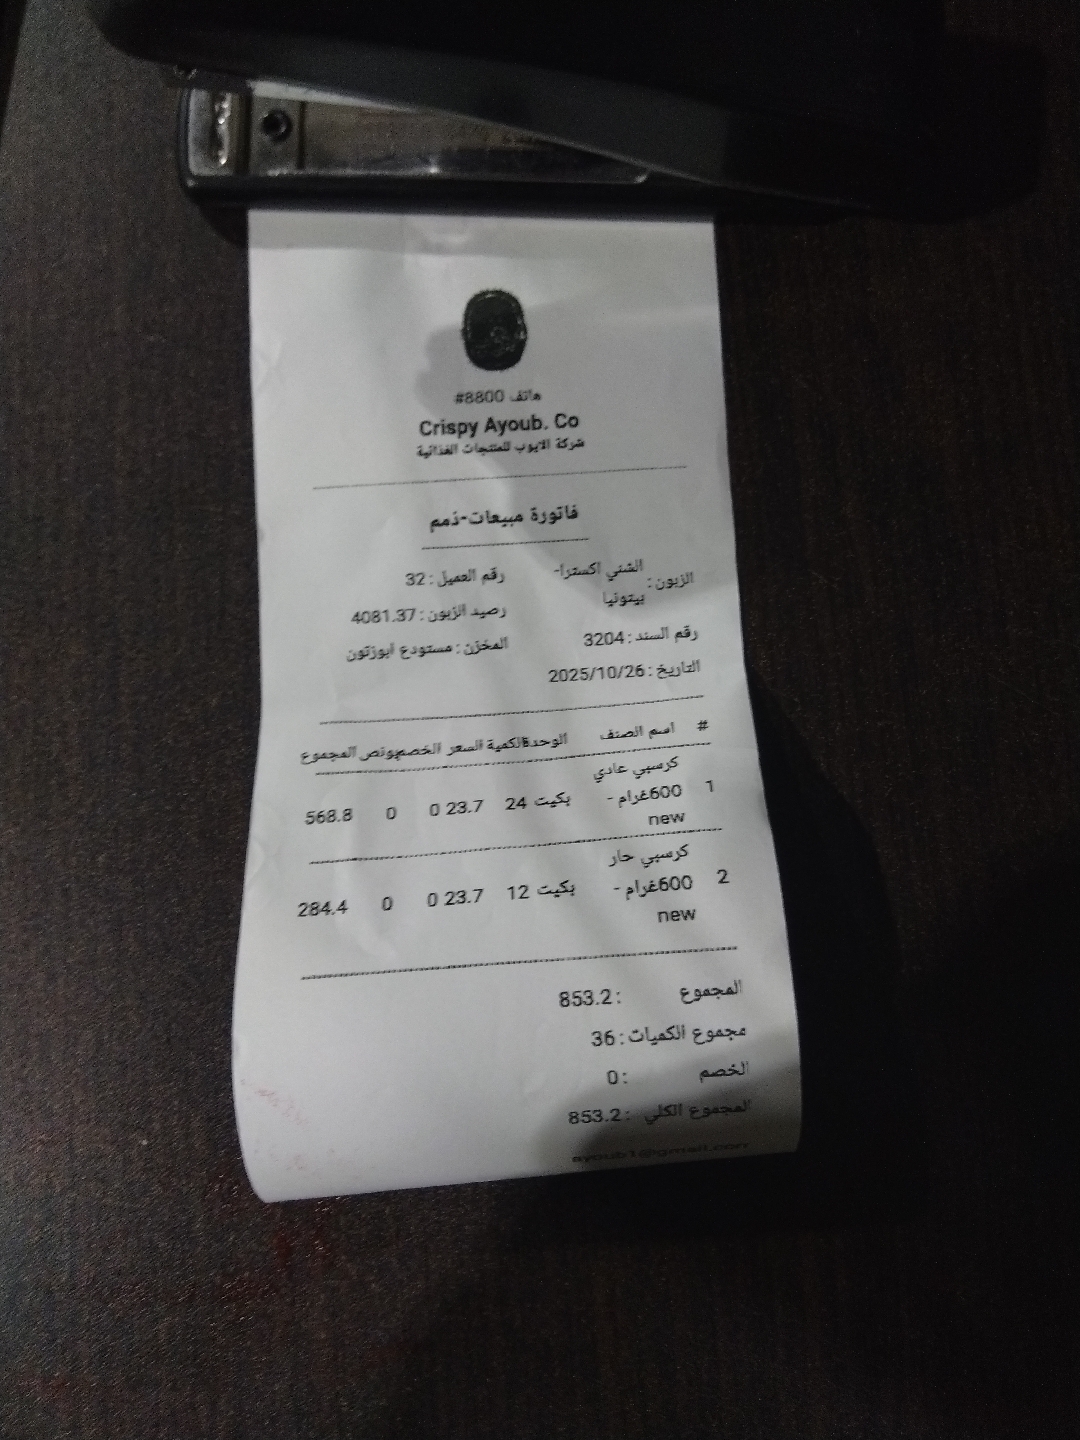 هاتف 8800#
Crispy Ayoub. Co
شركة الايوب للمنتجات الغذائية
فاتورة مبيعات-ذمم
الزبون: الشني اكسترا- بيتونيا
رقم العميل: 32
رصيد الزبون: 4081.37
رقم السند: 3204
المخزن: مستودع ابوزتون
التاريخ: 2025/10/26
# اسم الصنف الوحدة الكمية السعر الخصم بونص المجموع
1 كرسبي عادي 600غرام - new بكيت 24 23.7 0 0 568.8
2 كرسبي حار 600غرام - new بكيت 12 23.7 0 0 284.4
المجموع : 853.2
مجموع الكميات: 36
الخصم : 0
المجموع الكلي : 853.2
ayoub1@gmail.com